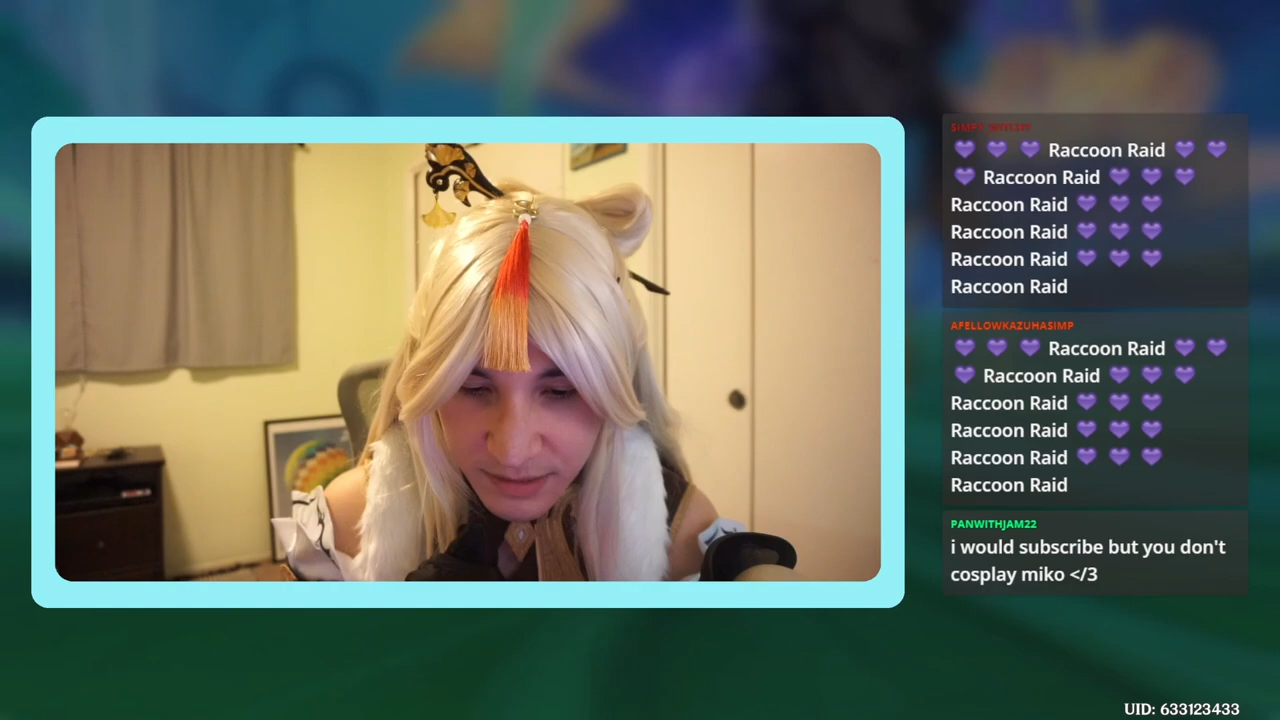 💜 💜 💜 Raccoon Raid 💜 💜
💜 Raccoon Raid 💜 💜 💜
Raccoon Raid 💜 💜 💜
Raccoon Raid 💜 💜 💜
Raccoon Raid 💜 💜 💜
Raccoon Raid
AFELLOWKAZUHASIMP
💜 💜 💜 Raccoon Raid 💜 💜
💜 Raccoon Raid 💜 💜 💜
Raccoon Raid 💜 💜 💜
Raccoon Raid 💜 💜 💜
Raccoon Raid 💜 💜 💜
Raccoon Raid
PANWITHJAM22
i would subscribe but you don't
cosplay miko </3
UID: 633123433